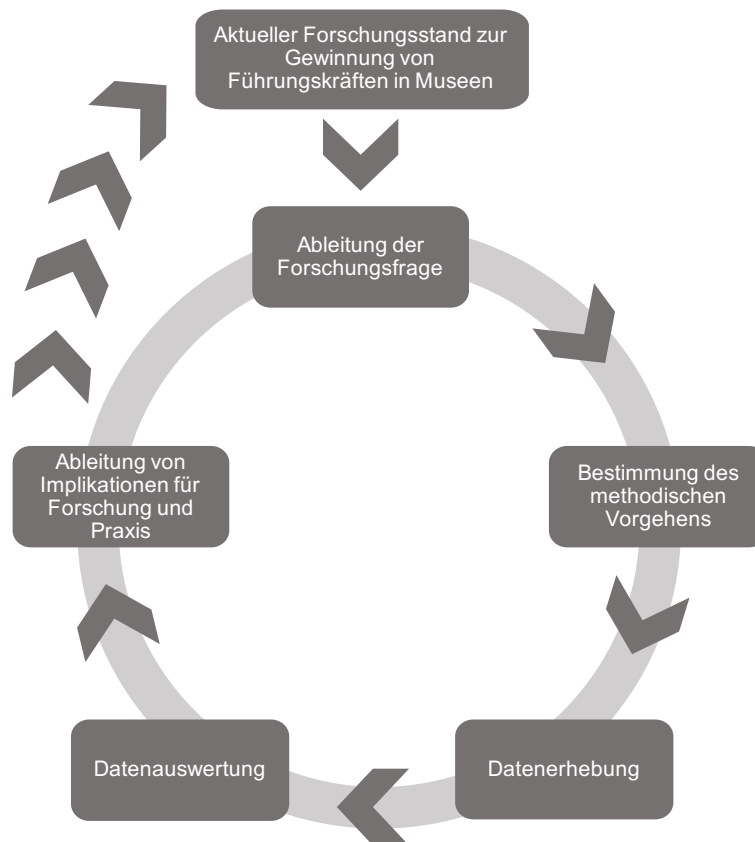 Aktueller Forschungsstand zur
Gewinnung von
Führungskräften in Museen
Ableitung der
Forschungsfrage
Bestimmung des
methodischen
Vorgehens
Datenerhebung
Datenauswertung
Ableitung von
Implikationen für
Forschung und
Praxis